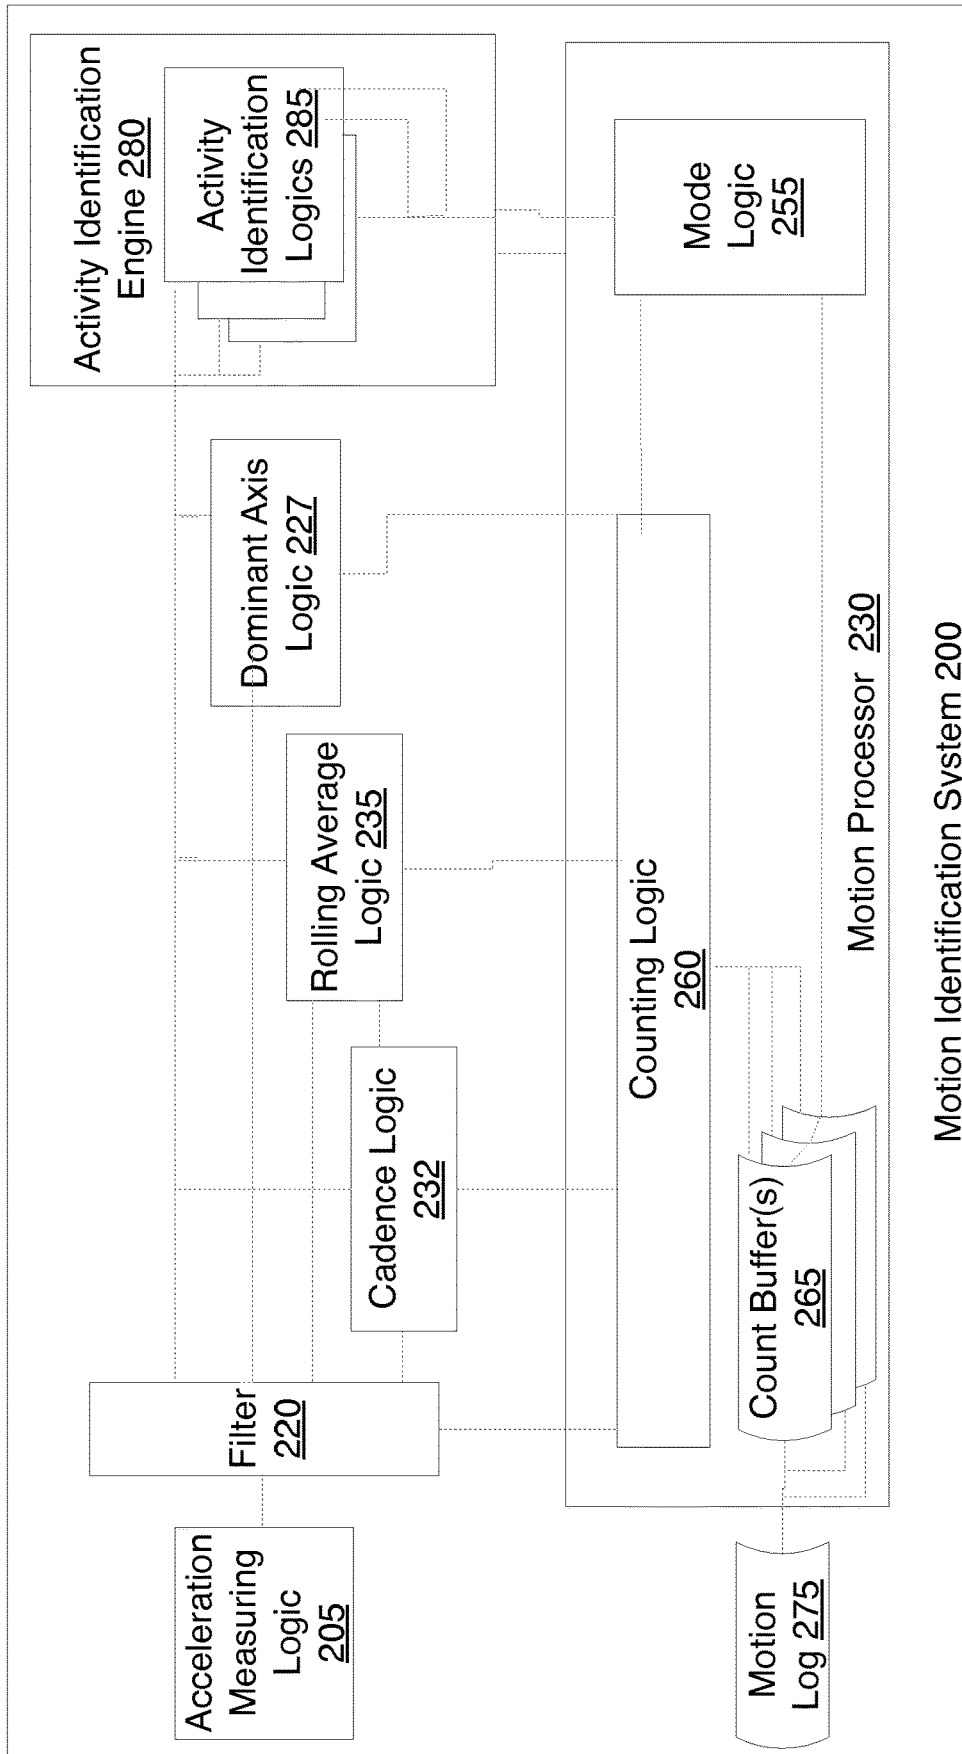 Acceleration
Measuring
Logic
205
Filter
220
Cadence Logic
232
Rolling Average
Logic 235
Dominant Axis
Logic 227
Activity Identification
Engine 280
Activity
Identification
Logics 285
Motion
Log 275
Count Buffer(s)
265
Counting Logic
260
Mode
Logic
255
Motion Processor 230
Motion Identification System 200